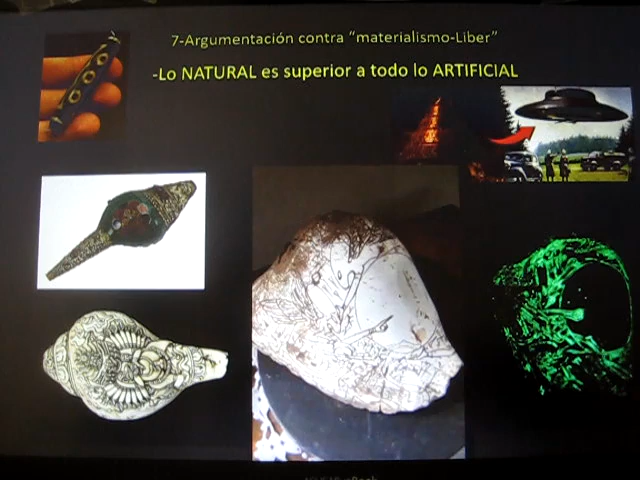 7-Argumentación contra "materialismo-Liber"
-Lo NATURAL es superior a todo lo ARTIFICIAL